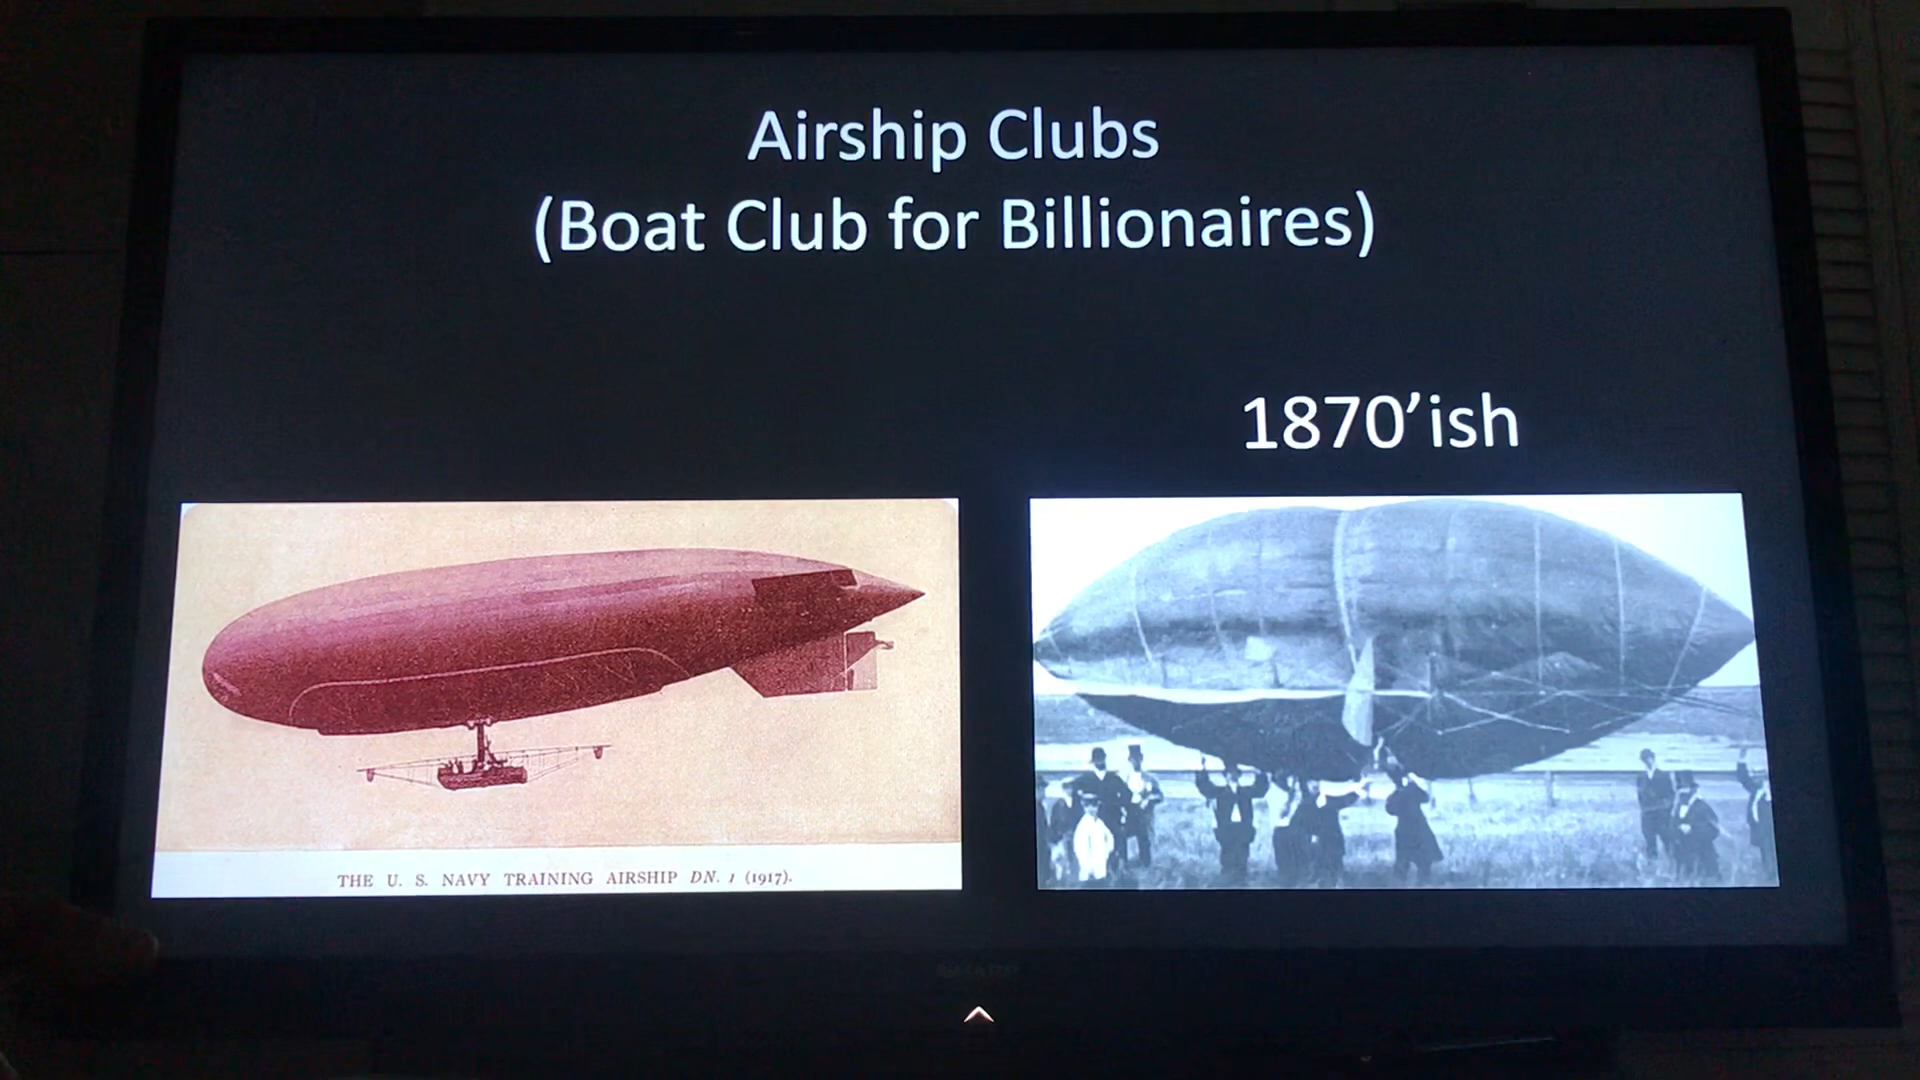 Airship Clubs
(Boat Club for Billionaires)
1870'ish
THE U. S. NAVY TRAINING AIRSHIP DN. 1 (1917).